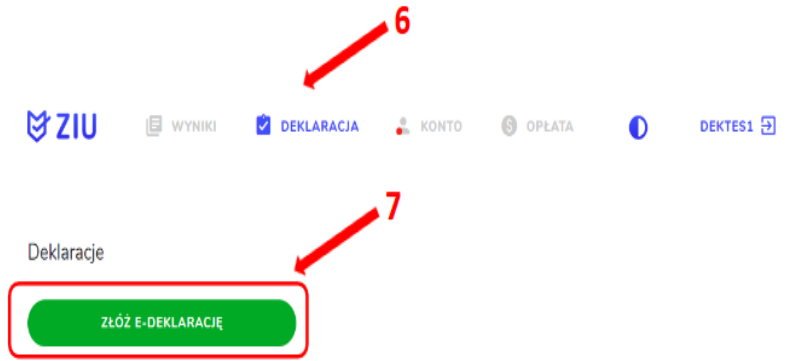 6
ZIU WYNIKI DEKLARACJA KONTO OPŁATA DEKTES1
7
Deklaracje
ZŁÓŻ E-DEKLARACJĘ